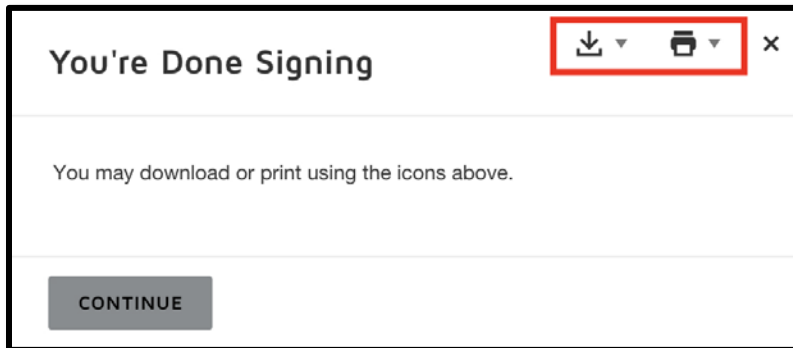 You're Done Signing
You may download or print using the icons above.
CONTINUE